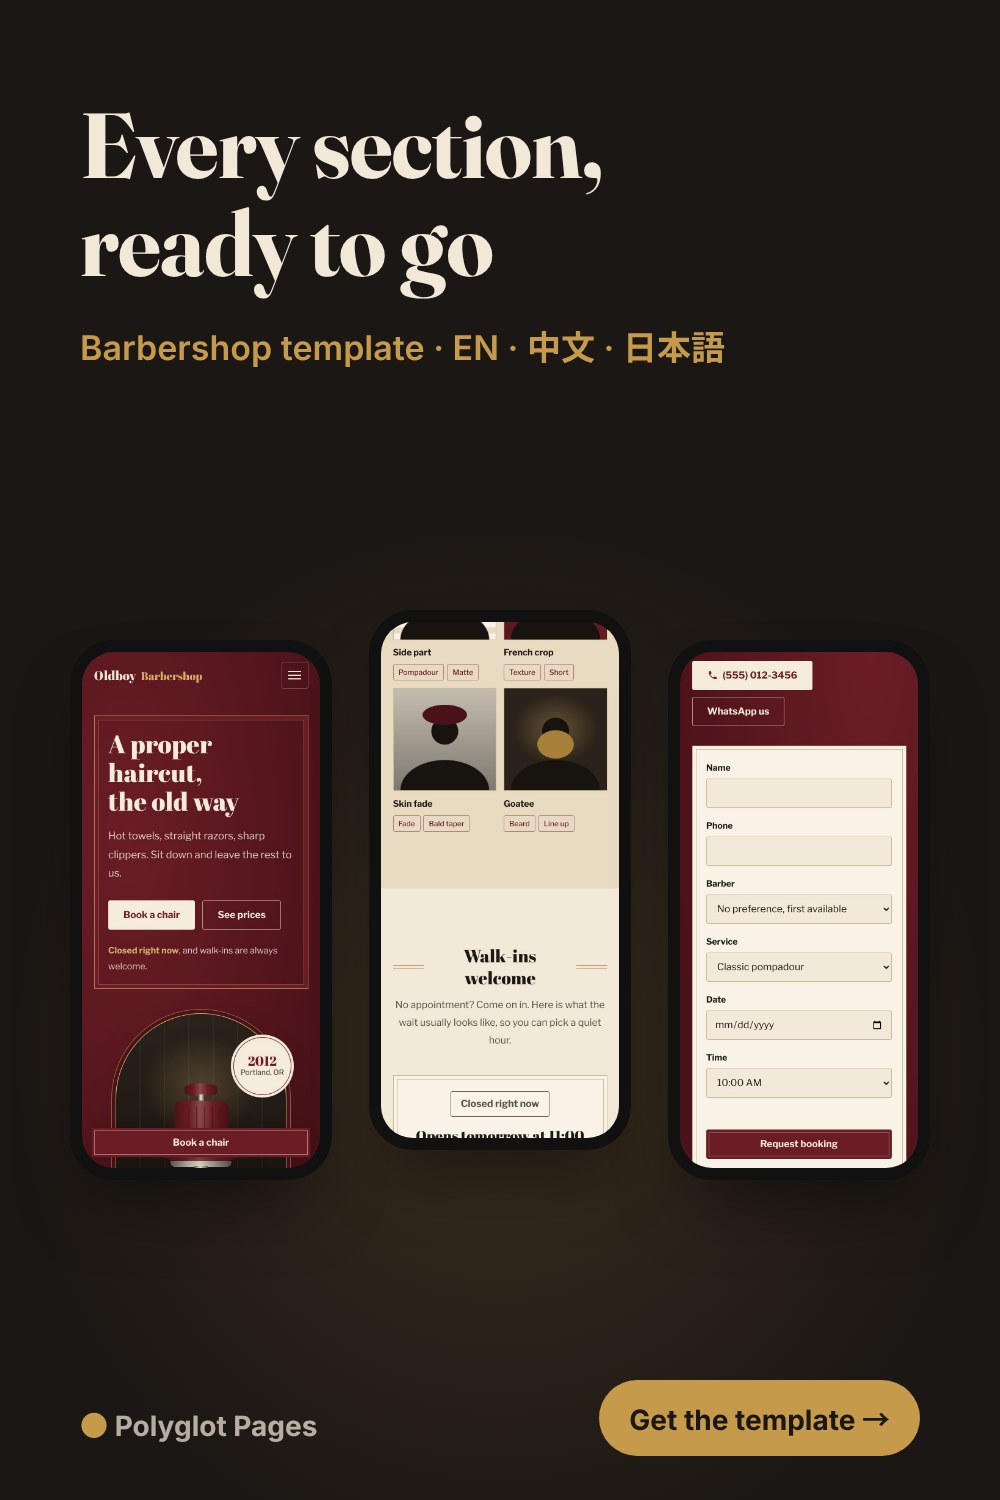 Every section,
ready to go
Barbershop template · EN · 中文 · 日本語
Oldboy Barbershop
A proper
haircut,
the old way
Hot towels, straight razors, sharp
clippers. Sit down and leave the rest to
us.
Book a chair
See prices
Closed right now, and walk-ins are always
welcome.
2012
Portland, OR
Book a chair
Side part
French crop
Pompadour
Matte
Texture
Short
Skin fade
Goatee
Fade
Bald taper
Beard
Line up
Walk-ins
welcome
No appointment? Come on in. Here is what the
wait usually looks like, so you can pick a quiet
hour.
Closed right now
Opens tomorrow at 11:00
(555) 012-3456
WhatsApp us
Name
Phone
Barber
No preference, first available
Service
Classic pompadour
Date
mm/dd/yyyy
Time
10:00 AM
Request booking
Polyglot Pages
Get the template →